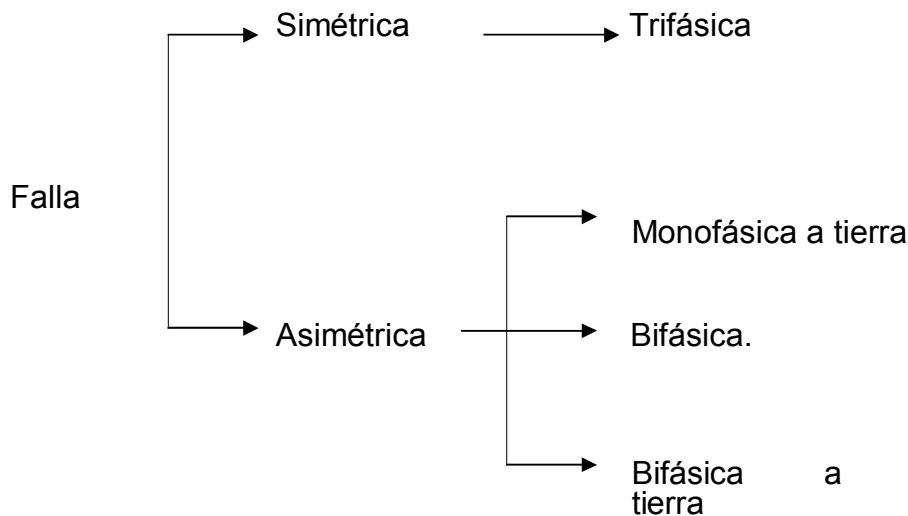 Simétrica
Trifásica
Falla
Monofásica a tierra
Asimétrica
Bifásica.
Bifásica a
tierra